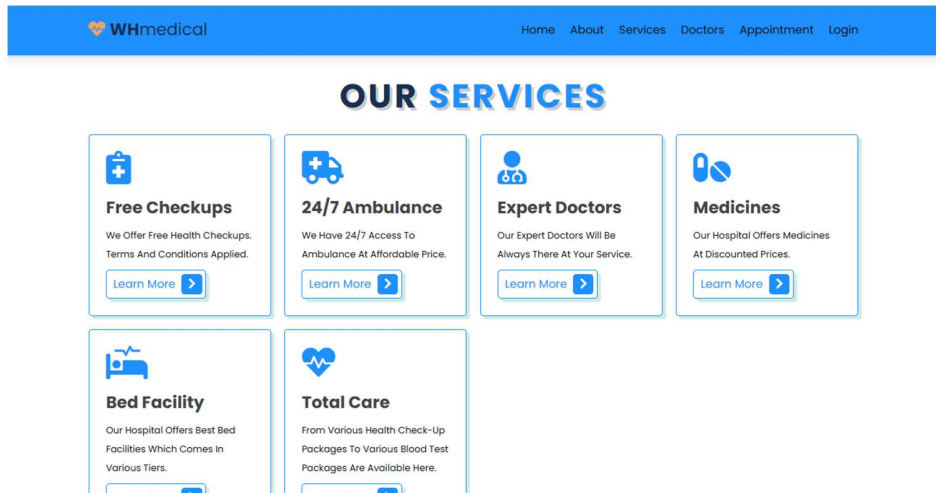 WHmedical
Home About Services Doctors Appointment Login
OUR SERVICES
Free Checkups
We Offer Free Health Checkups.
Terms And Conditions Applied.
Learn More
24/7 Ambulance
We Have 24/7 Access To
Ambulance At Affordable Price.
Learn More
Expert Doctors
Our Expert Doctors Will Be
Always There At Your Service.
Learn More
Medicines
Our Hospital Offers Medicines
At Discounted Prices.
Learn More
Bed Facility
Our Hospital Offers Best Bed
Facilities Which Comes In
Various Tiers.
Total Care
From Various Health Check-Up
Packages To Various Blood Test
Packages Are Available Here.